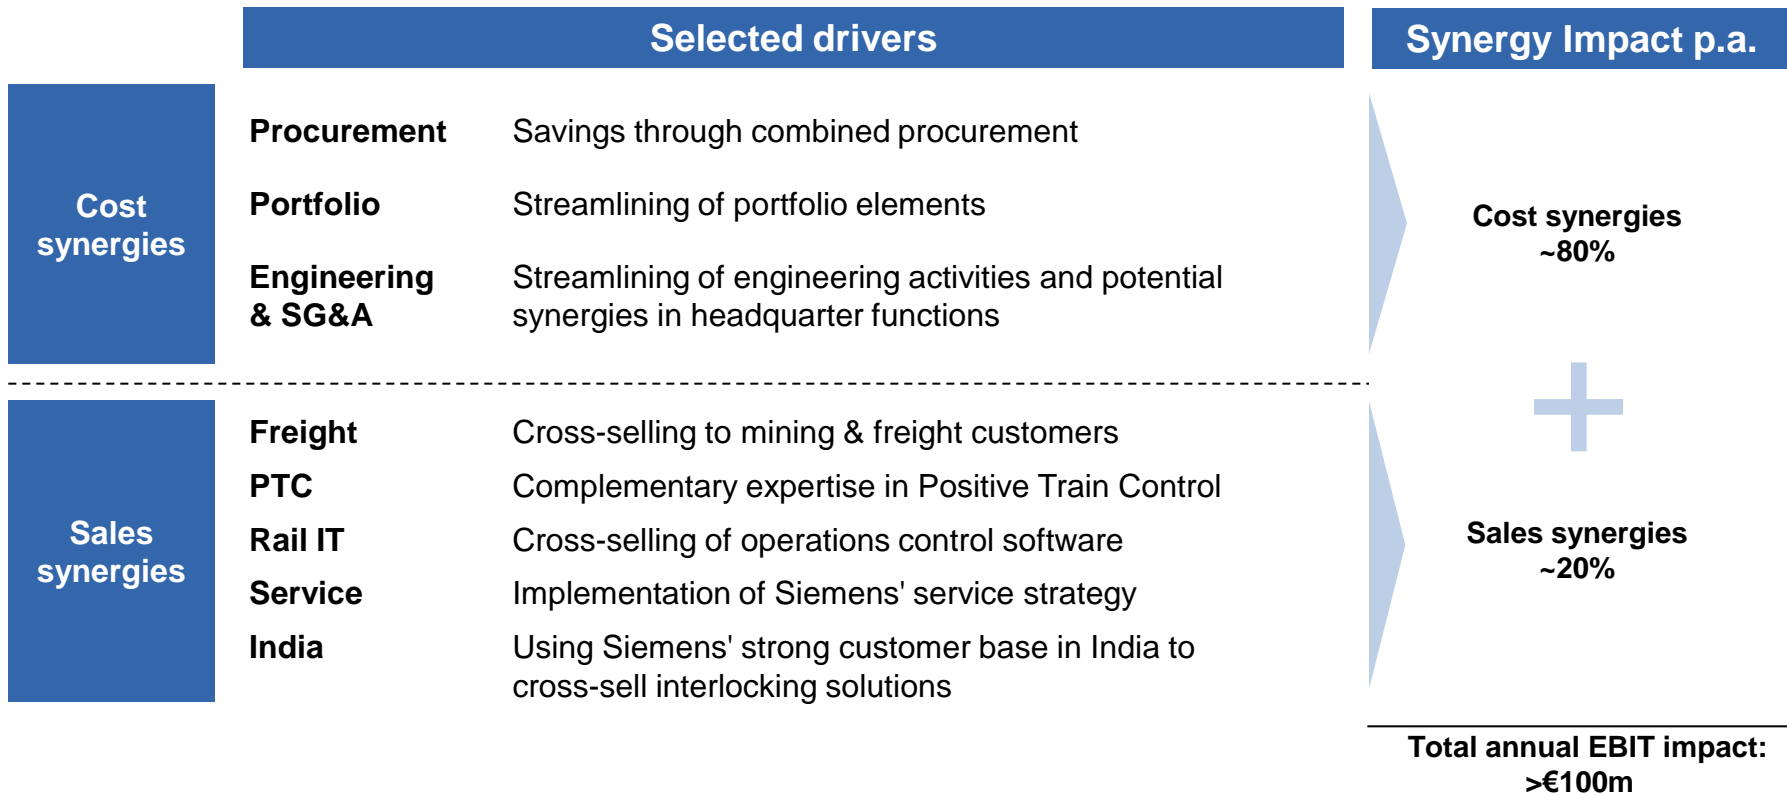 Selected drivers
Synergy Impact p.a.
Cost
synergies
Procurement
Savings through combined procurement
Portfolio
Streamlining of portfolio elements
Engineering
& SG&A
Streamlining of engineering activities and potential
synergies in headquarter functions
Cost synergies
~80%
Sales
synergies
Freight
Cross-selling to mining & freight customers
PTC
Complementary expertise in Positive Train Control
Rail IT
Cross-selling of operations control software
Service
Implementation of Siemens' service strategy
India
Using Siemens' strong customer base in India to
cross-sell interlocking solutions
Sales synergies
~20%
Total annual EBIT impact:
>€100m